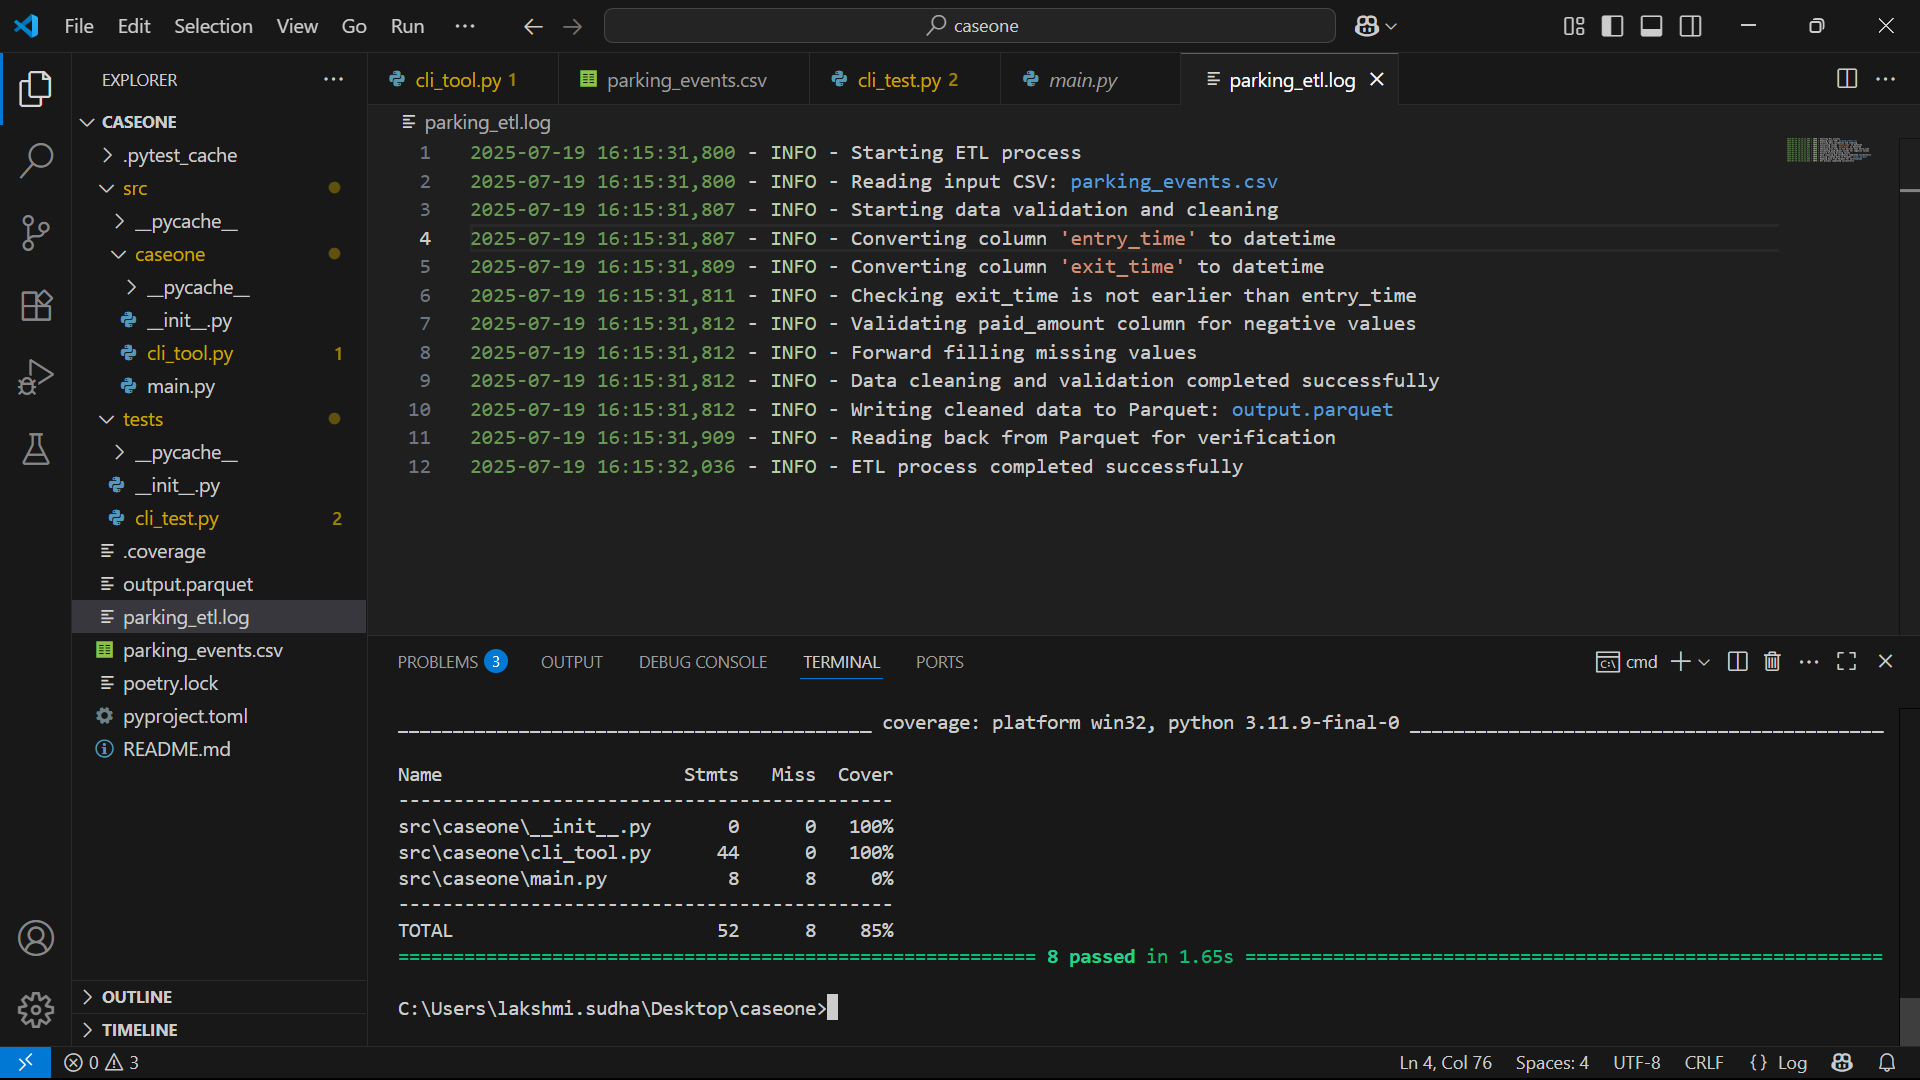 File Edit Selection View Go Run ··· caseone
EXPLORER ···
CASEONE
.pytest_cache
src
__pycache__
caseone
__pycache__
__init__.py
cli_tool.py 1
main.py
tests
__pycache__
__init__.py
cli_test.py 2
.coverage
output.parquet
parking_etl.log
parking_events.csv
poetry.lock
pyproject.toml
README.md
OUTLINE
TIMELINE
cli_tool.py 1 parking_events.csv cli_test.py 2 main.py parking_etl.log
parking_etl.log
1 2025-07-19 16:15:31,800 - INFO - Starting ETL process
2 2025-07-19 16:15:31,800 - INFO - Reading input CSV: parking_events.csv
3 2025-07-19 16:15:31,807 - INFO - Starting data validation and cleaning
4 2025-07-19 16:15:31,807 - INFO - Converting column 'entry_time' to datetime
5 2025-07-19 16:15:31,809 - INFO - Converting column 'exit_time' to datetime
6 2025-07-19 16:15:31,811 - INFO - Checking exit_time is not earlier than entry_time
7 2025-07-19 16:15:31,812 - INFO - Validating paid_amount column for negative values
8 2025-07-19 16:15:31,812 - INFO - Forward filling missing values
9 2025-07-19 16:15:31,812 - INFO - Data cleaning and validation completed successfully
10 2025-07-19 16:15:31,812 - INFO - Writing cleaned data to Parquet: output.parquet
11 2025-07-19 16:15:31,909 - INFO - Reading back from Parquet for verification
12 2025-07-19 16:15:32,036 - INFO - ETL process completed successfully
PROBLEMS 3 OUTPUT DEBUG CONSOLE TERMINAL PORTS cmd
___________________________________________ coverage: platform win32, python 3.11.9-final-0 ___________________________________________
Name Stmts Miss Cover
---------------------------------------------
src\caseone\__init__.py 0 0 100%
src\caseone\cli_tool.py 44 0 100%
src\caseone\main.py 8 8 0%
---------------------------------------------
TOTAL 52 8 85%
========================================================== 8 passed in 1.65s ==========================================================
C:\Users\lakshmi.sudha\Desktop\caseone>
0 3 Ln 4, Col 76 Spaces: 4 UTF-8 CRLF {} Log